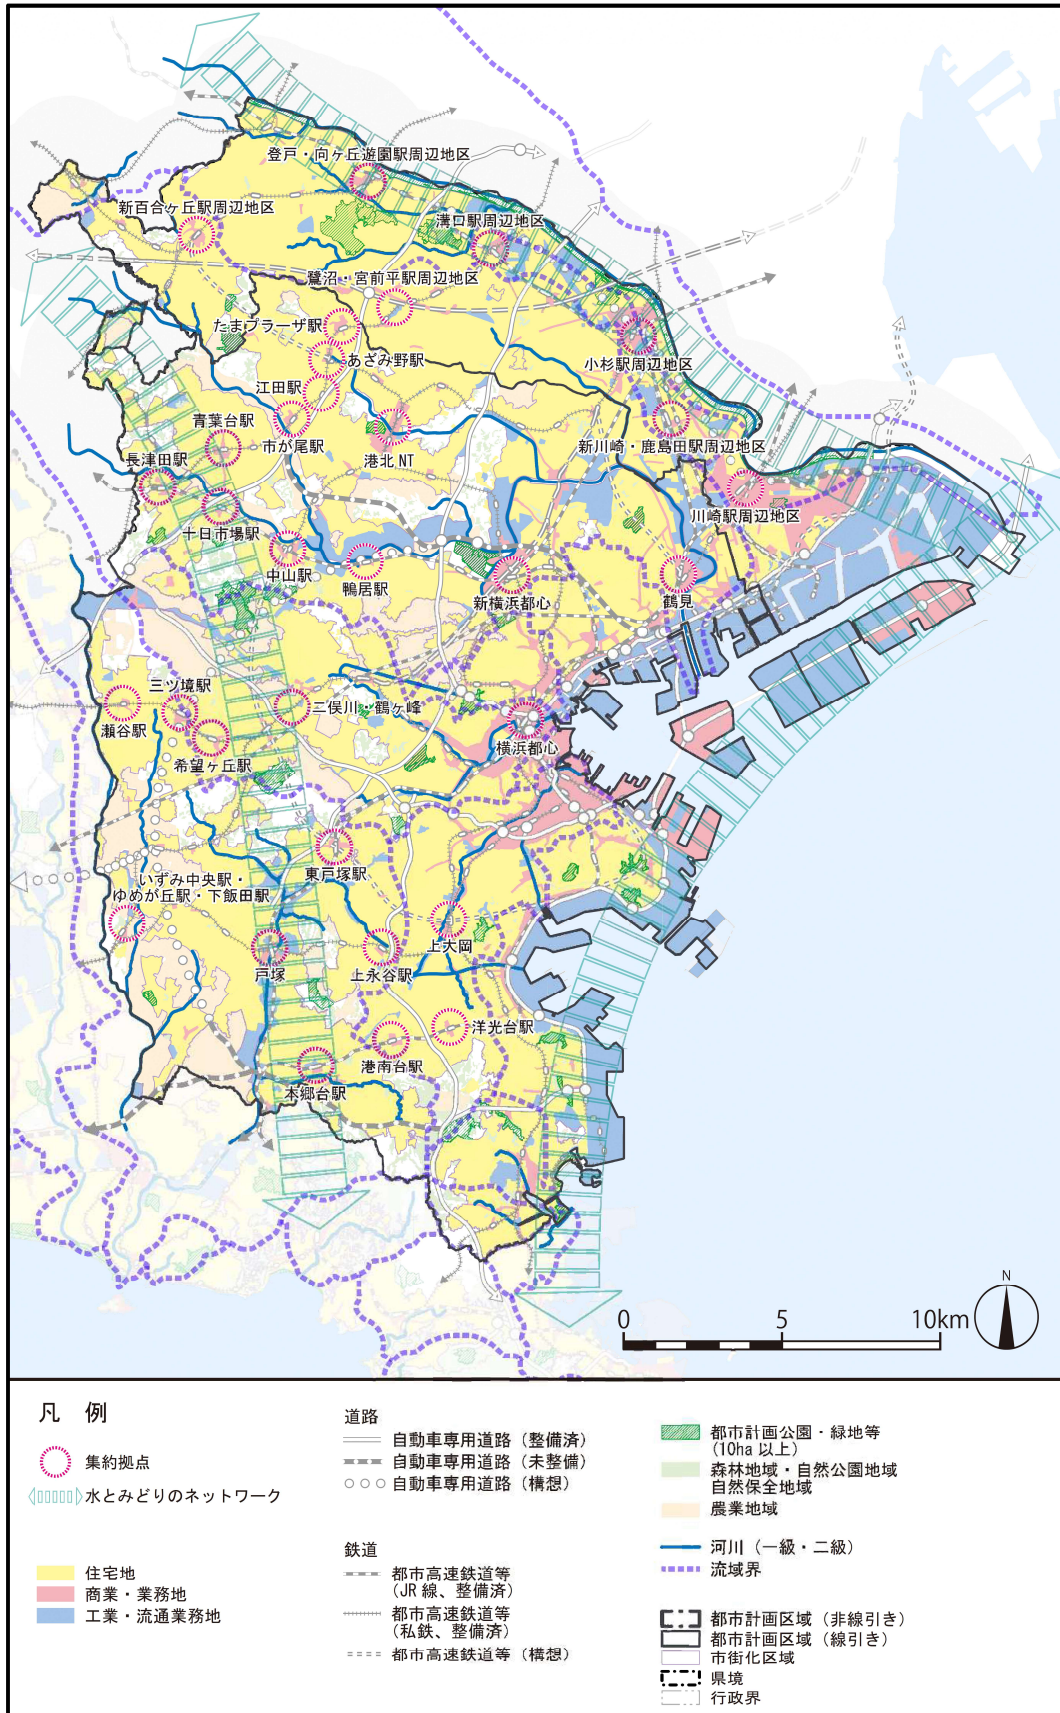 登戸・向ヶ丘遊園駅周辺地区
新百合ヶ丘駅周辺地区
溝口駅周辺地区
鷺沼・宮前平駅周辺地区
たまプラーザ駅
小杉駅周辺地区
あざみ野駅
江田駅
青葉台駅
市が尾駅
港北 NT
新川崎・鹿島田駅周辺地区
長津田駅
川崎駅周辺地区
十日市場駅
中山駅
鴨居駅
新横浜都心
鶴見
三ツ境駅
二俣川・鶴ヶ峰
瀬谷駅
希望ヶ丘駅
横浜都心
東戸塚駅
いずみ中央駅・
ゆめが丘駅・下飯田駅
戸塚
上永谷駅
上大岡
洋光台駅
港南台駅
本郷台駅
N
0 5 10km
凡 例
集約拠点
水とみどりのネットワーク
住宅地
商業・業務地
工業・流通業務地
道路
自動車専用道路（整備済）
自動車専用道路（未整備）
自動車専用道路（構想）
鉄道
都市高速鉄道等
（JR 線、整備済）
都市高速鉄道等
（私鉄、整備済）
都市高速鉄道等（構想）
都市計画公園・緑地等
（10ha 以上）
森林地域・自然公園地域
自然保全地域
農業地域
河川（一級・二級）
流域界
都市計画区域（非線引き）
都市計画区域（線引き）
市街化区域
県境
行政界